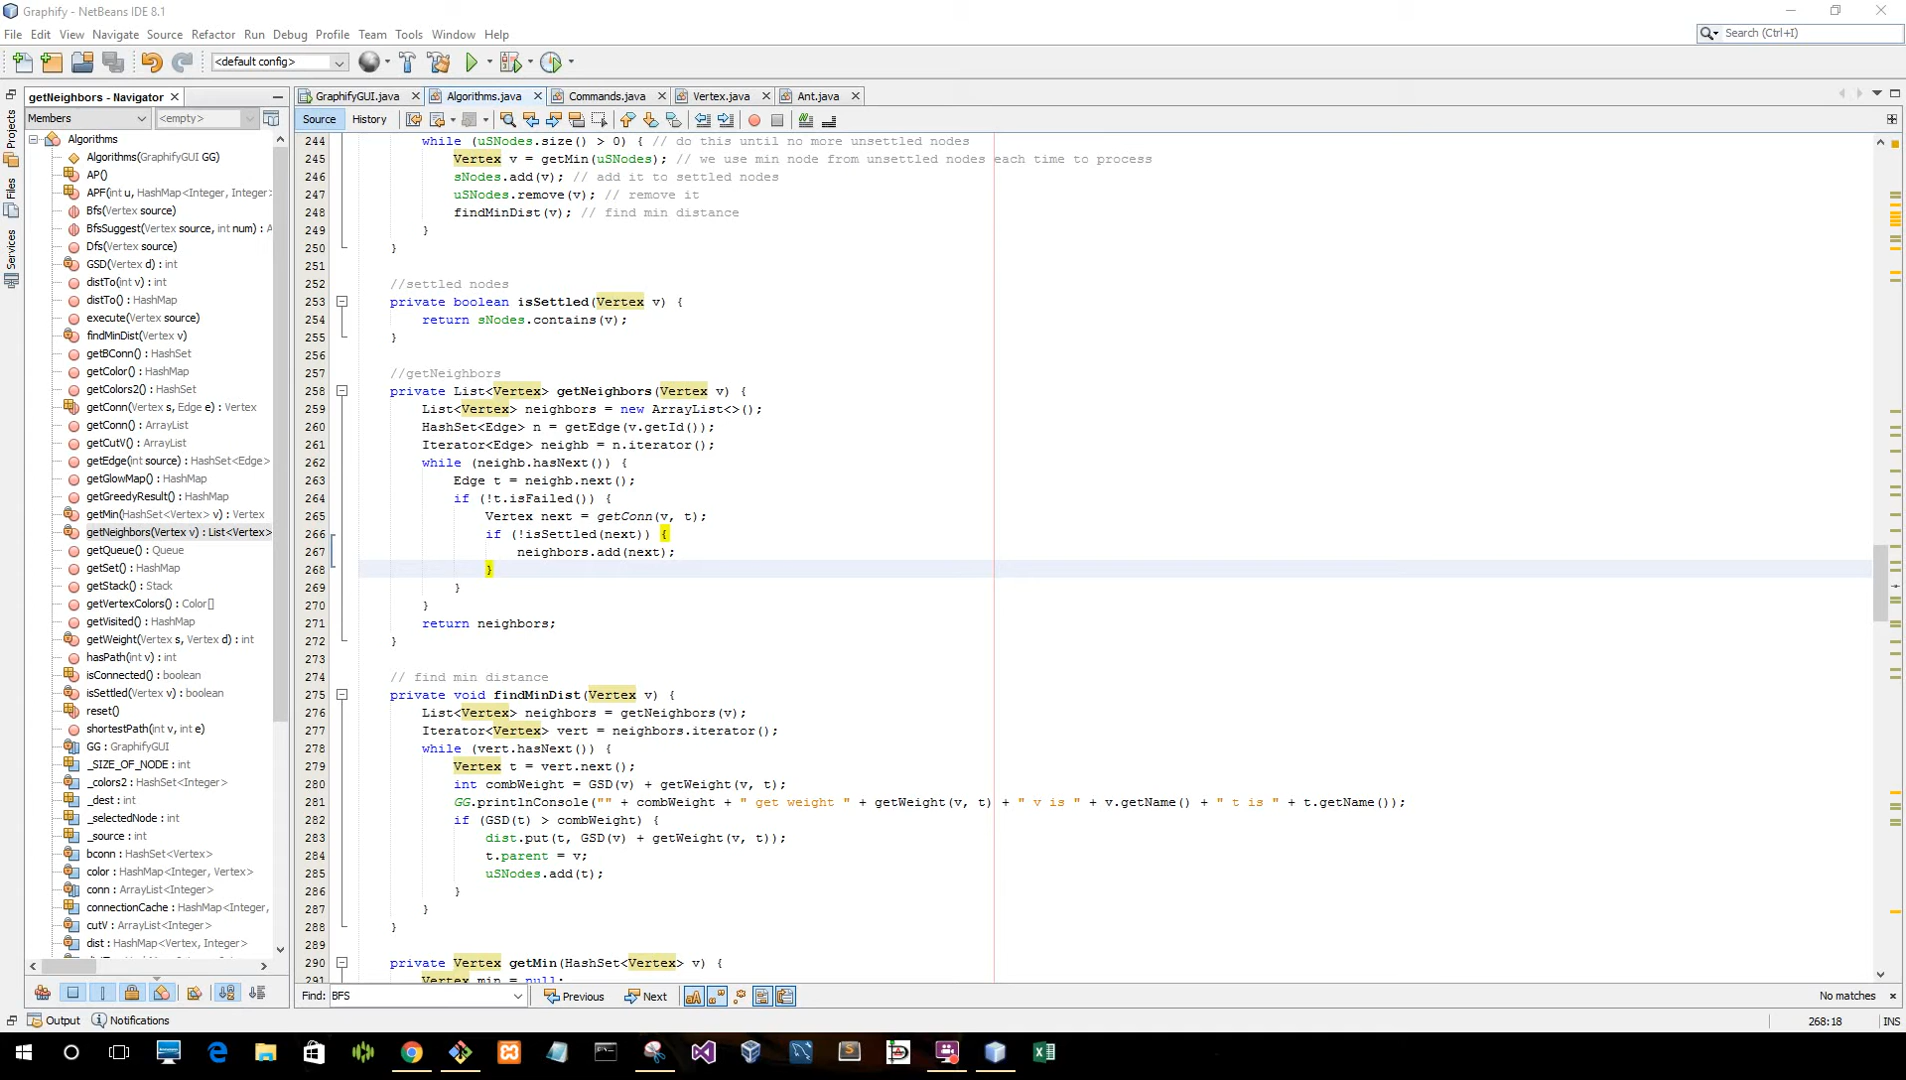 Graphify - NetBeans IDE 8.1
File Edit View Navigate Source Refactor Run Debug Profile Team Tools Window Help
Search (Ctrl+I)
<default config>
getNeighbors - Navigator
Members
<empty>
Projects
Files
Services
Algorithms
Algorithms(GraphifyGUI GG)
AP()
APF(int u, HashMap<Integer, Integer>
Bfs(Vertex source)
BfsSuggest(Vertex source, int num) : A
Dfs(Vertex source)
GSD(Vertex d) : int
distTo(int v) : int
distTo() : HashMap
execute(Vertex source)
findMinDist(Vertex v)
getBConn() : HashSet
getColor() : HashMap
getColors2() : HashSet
getConn(Vertex s, Edge e) : Vertex
getConn() : ArrayList
getCutV() : ArrayList
getEdge(int source) : HashSet<Edge>
getGlowMap() : HashMap
getGreedyResult() : HashMap
getMin(HashSet<Vertex> v) : Vertex
getNeighbors(Vertex v) : List<Vertex>
getQueue() : Queue
getSet() : HashMap
getStack() : Stack
getVertexColors() : Color[]
getVisited() : HashMap
getWeight(Vertex s, Vertex d) : int
hasPath(int v) : int
isConnected() : boolean
isSettled(Vertex v) : boolean
reset()
shortestPath(int v, int e)
GG : GraphifyGUI
_SIZE_OF_NODE : int
_colors2 : HashSet<Integer>
_dest : int
_selectedNode : int
_source : int
bconn : HashSet<Vertex>
color : HashMap<Integer, Vertex>
conn : ArrayList<Integer>
connectionCache : HashMap<Integer,
cutV : ArrayList<Integer>
dist : HashMap<Vertex, Integer>
GraphifyGUI.java Algorithms.java Commands.java Vertex.java Ant.java
Source History
244 while (uSNodes.size() > 0) { // do this until no more unsettled nodes
245 Vertex v = getMin(uSNodes); // we use min node from unsettled nodes each time to process
246 sNodes.add(v); // add it to settled nodes
247 uSNodes.remove(v); // remove it
248 findMinDist(v); // find min distance
249 }
250 }
251
252 //settled nodes
253 private boolean isSettled(Vertex v) {
254 return sNodes.contains(v);
255 }
256
257 //getNeighbors
258 private List<Vertex> getNeighbors(Vertex v) {
259 List<Vertex> neighbors = new ArrayList<>();
260 HashSet<Edge> n = getEdge(v.getId());
261 Iterator<Edge> neighb = n.iterator();
262 while (neighb.hasNext()) {
263 Edge t = neighb.next();
264 if (!t.isFailed()) {
265 Vertex next = getConn(v, t);
266 if (!isSettled(next)) {
267 neighbors.add(next);
268 }
269 }
270 }
271 return neighbors;
272 }
273
274 // find min distance
275 private void findMinDist(Vertex v) {
276 List<Vertex> neighbors = getNeighbors(v);
277 Iterator<Vertex> vert = neighbors.iterator();
278 while (vert.hasNext()) {
279 Vertex t = vert.next();
280 int combWeight = GSD(v) + getWeight(v, t);
281 GG.printlnConsole("" + combWeight + " get weight " + getWeight(v, t) + " v is " + v.getName() + " t is " + t.getName());
282 if (GSD(t) > combWeight) {
283 dist.put(t, GSD(v) + getWeight(v, t));
284 t.parent = v;
285 uSNodes.add(t);
286 }
287 }
288 }
289
290 private Vertex getMin(HashSet<Vertex> v) {
291 Vertex min = null;
Find: BFS
Previous
Next
No matches
Output
Notifications
268:18
INS